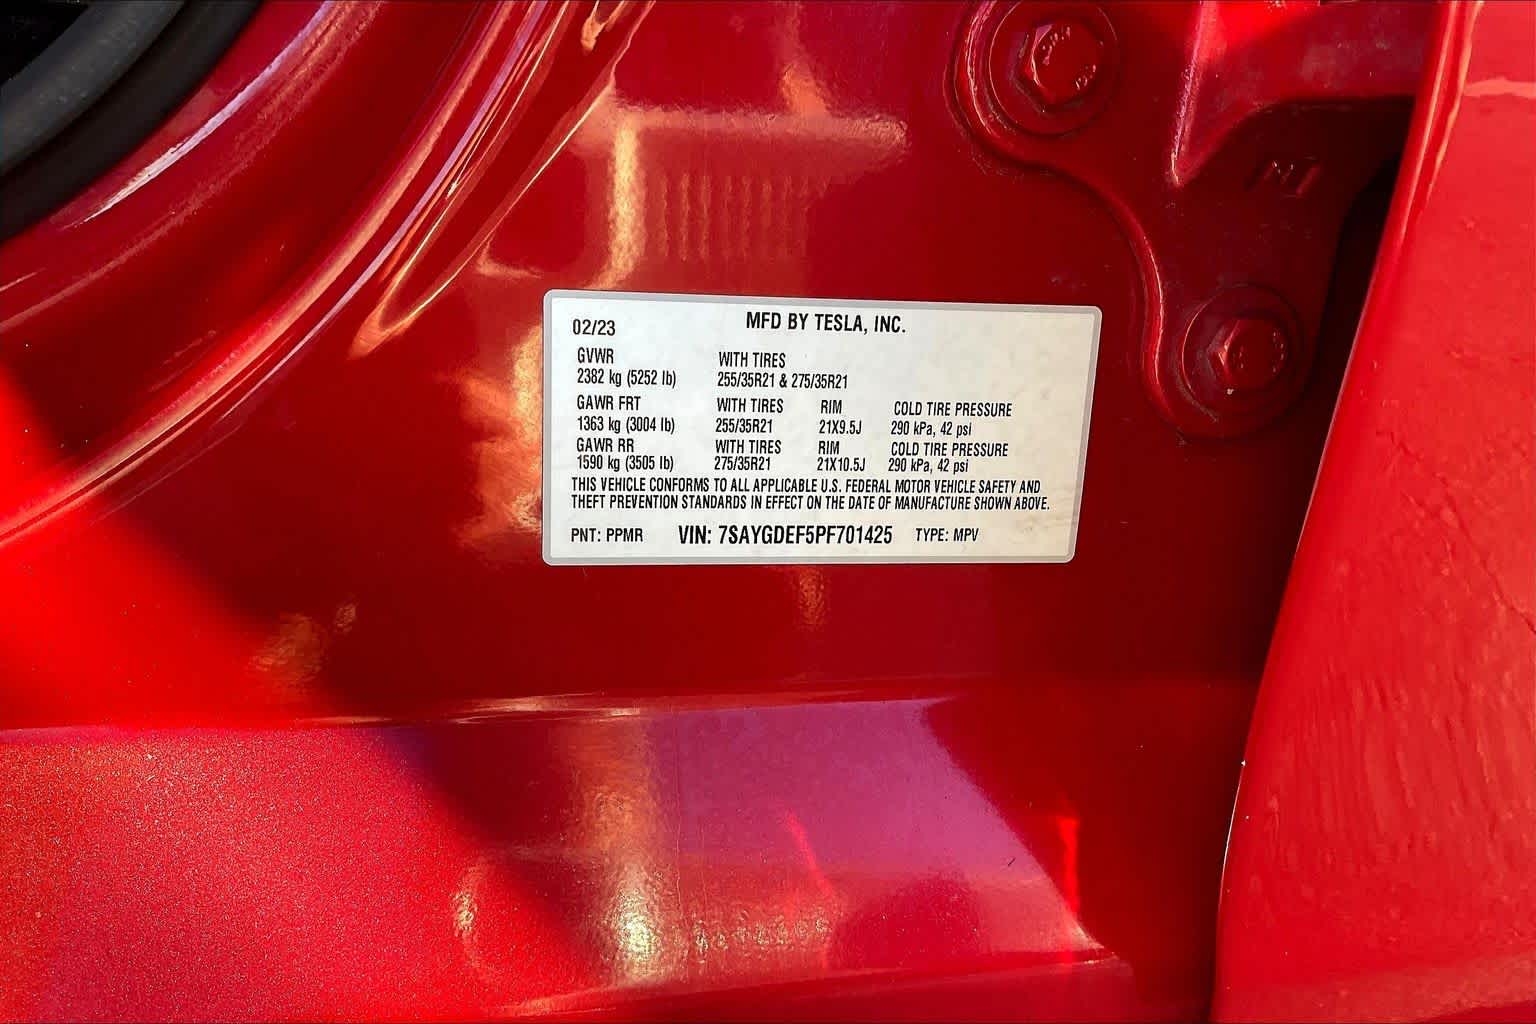 02/23 MFD BY TESLA, INC.
GVWR WITH TIRES
2382 kg (5252 lb) 255/35R21 & 275/35R21
GAWR FRT WITH TIRES RIM COLD TIRE PRESSURE
1363 kg (3004 lb) 255/35R21 21X9.5J 290 kPa, 42 psi
GAWR RR WITH TIRES RIM COLD TIRE PRESSURE
1590 kg (3505 lb) 275/35R21 21X10.5J 290 kPa, 42 psi
THIS VEHICLE CONFORMS TO ALL APPLICABLE U.S. FEDERAL MOTOR VEHICLE SAFETY AND
THEFT PREVENTION STANDARDS IN EFFECT ON THE DATE OF MANUFACTURE SHOWN ABOVE.
PNT: PPMR VIN: 7SAYGDEF5PF701425 TYPE: MPV